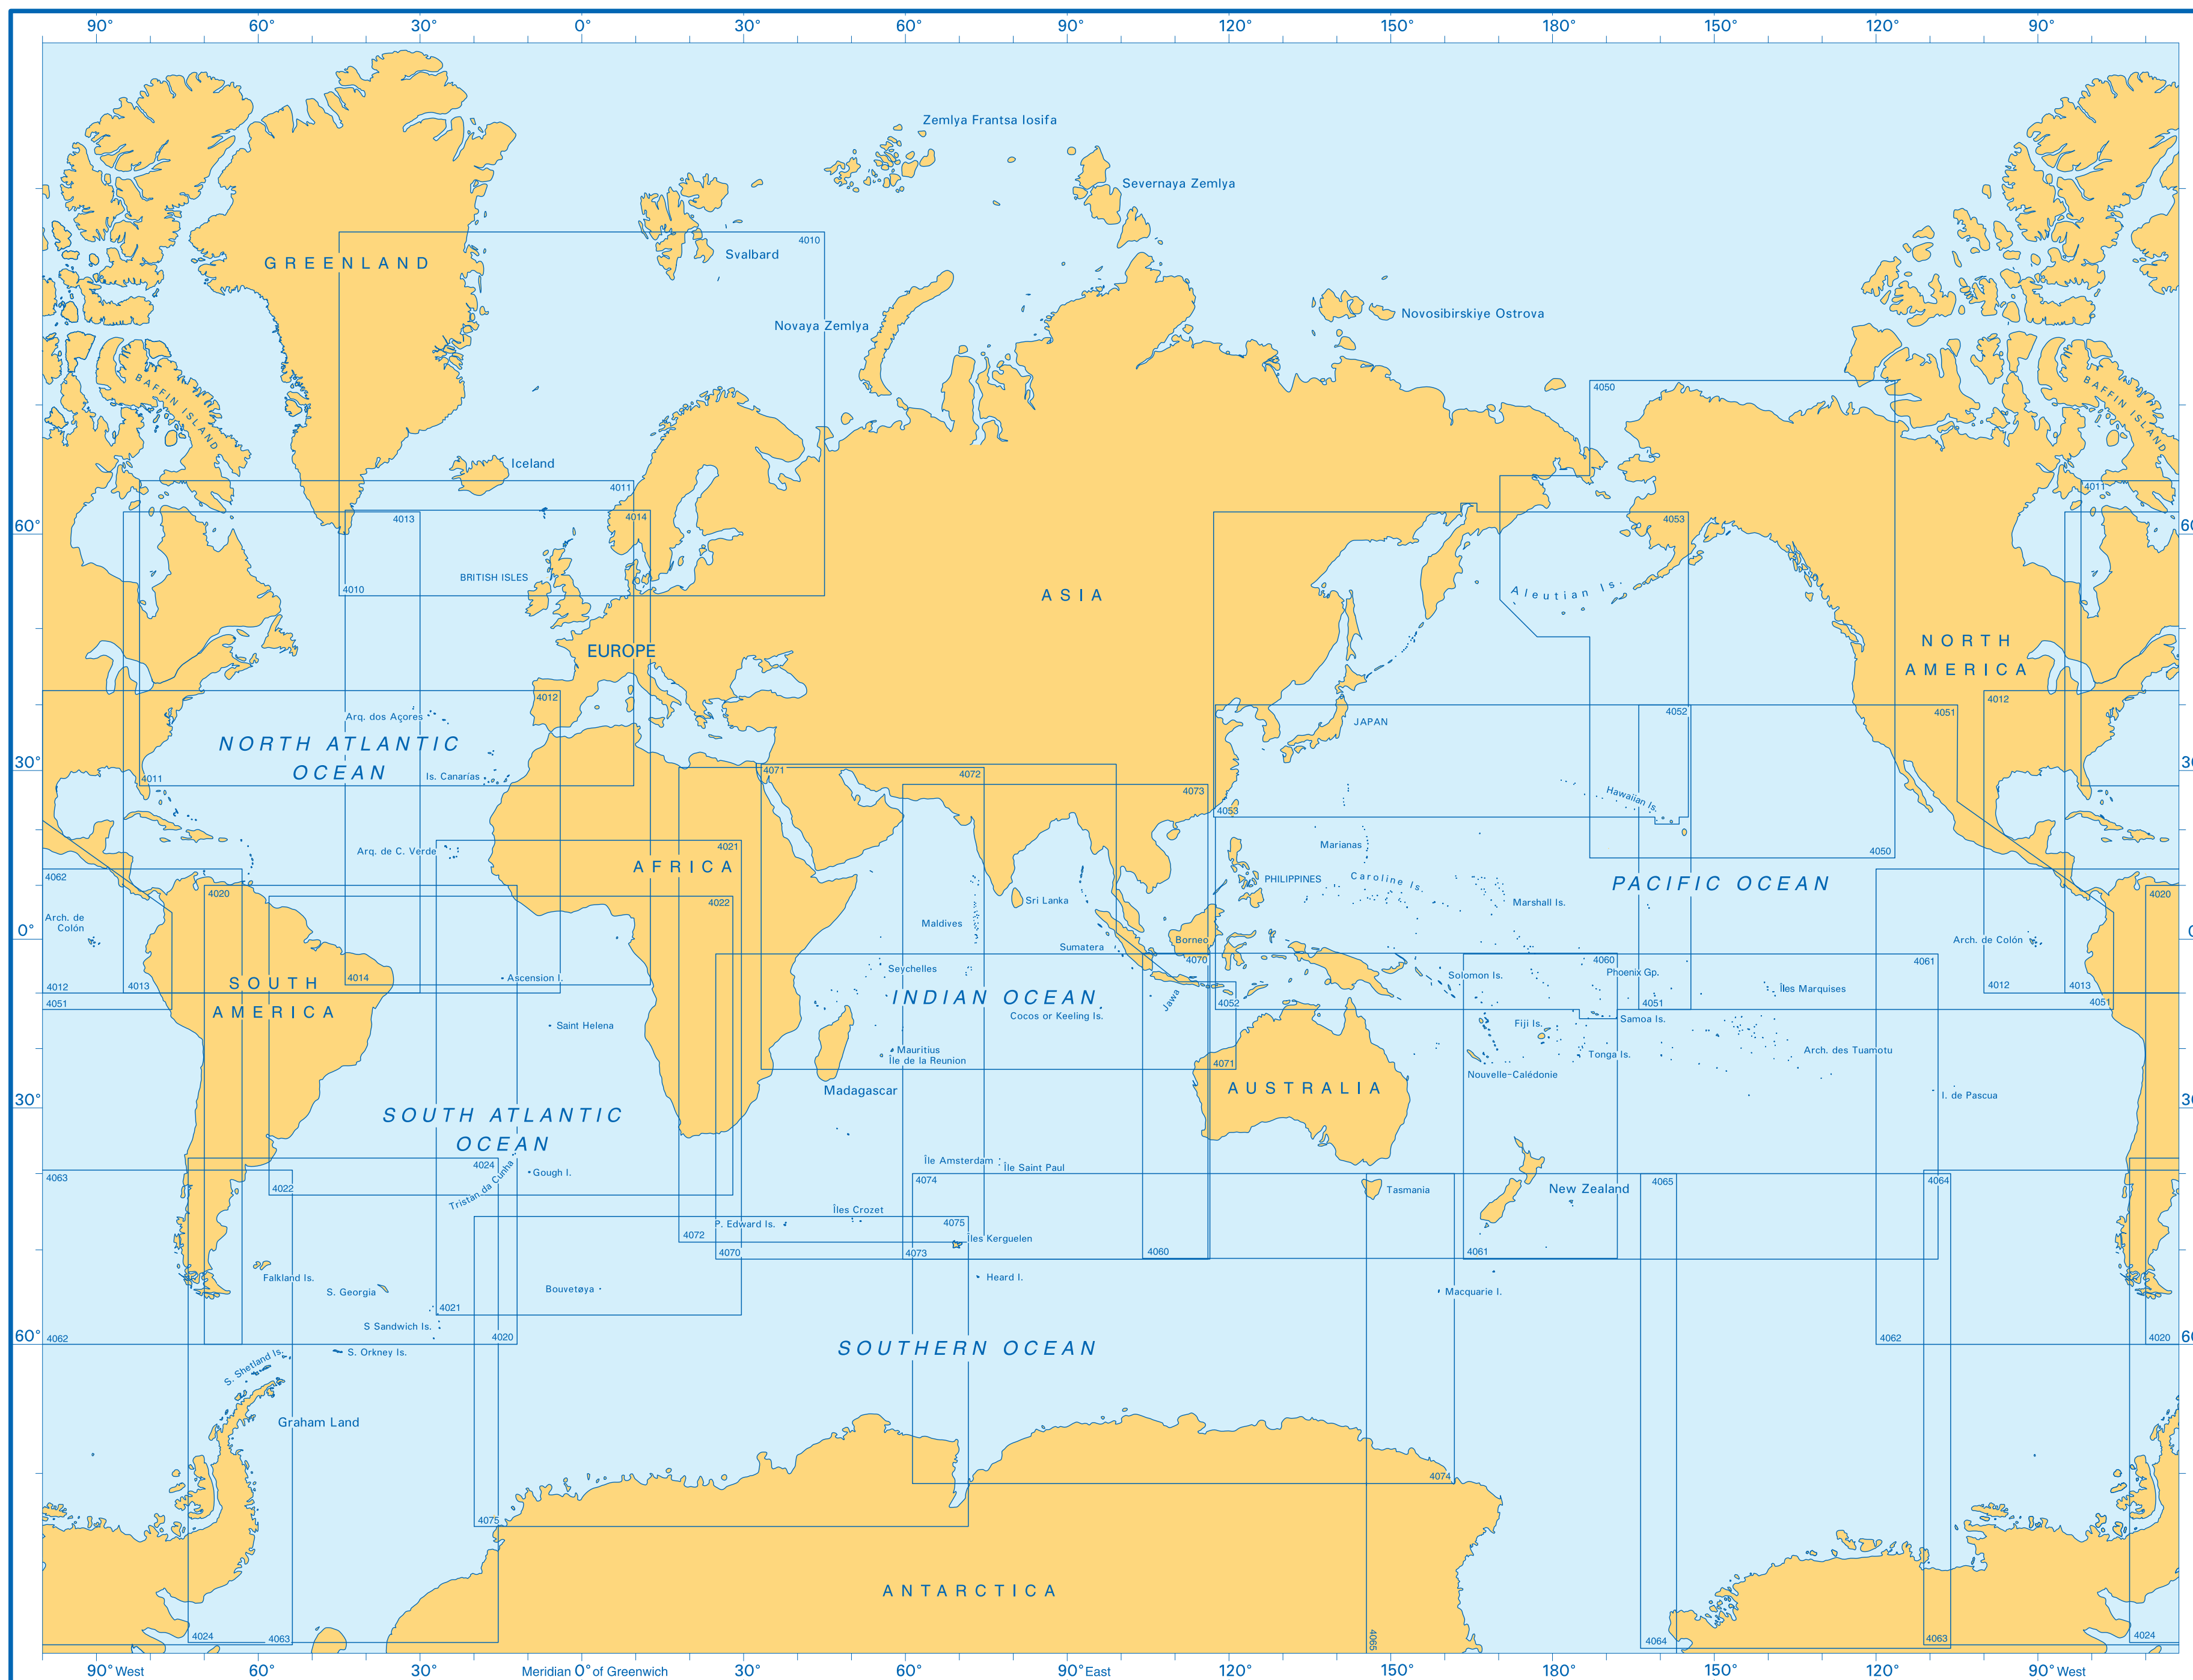 90° 60° 30° 0° 30° 60° 90° 120° 150° 180° 150° 120° 90°
Zemlya Frantsa Iosifa
Severnaya Zemlya
4010
Svalbard
GREENLAND
Novosibirskiye Ostrova
Novaya Zemlya
BAFFIN ISLAND
4050
BAFFIN ISLAND
Iceland
4011
4011
4013
4014
4053
60°
BRITISH ISLES
4010
ASIA
Aleutian Is.
EUROPE
NORTH
AMERICA
4012
4012
Arq. dos Açores
4052
4051
JAPAN
NORTH ATLANTIC
OCEAN
30°
4011
Is. Canarías
4071
4072
4073
Hawaiian Is.
4053
4021
Marianas
Arq. de C. Verde
4050
AFRICA
4062
4020
PHILIPPINES
Caroline Is.
PACIFIC OCEAN
4020
Sri Lanka
4022
Marshall Is.
Arch. de
Colón
Maldives
0°
Sumatera
Borneo
Arch. de Colón
4070
4060
4061
Seychelles
Solomon Is.
Phoenix Gp.
4014
Ascension I.
SOUTH
AMERICA
4012
4013
4051
INDIAN OCEAN
Jawa
Îles Marquises
4012
4013
4052
4051
4051
Cocos or Keeling Is.
Saint Helena
Fiji Is.
Samoa Is.
Mauritius
Île de la Reunion
Tonga Is.
Arch. des Tuamotu
4071
Nouvelle-Calédonie
Madagascar
AUSTRALIA
I. de Pascua
30°
SOUTH ATLANTIC
OCEAN
Île Amsterdam
Île Saint Paul
4024
Gough I.
4063
4074
4065
4064
Tristan da Cunha
4022
Tasmania
New Zealand
Îles Crozet
P. Edward Is.
4075
4072
Îles Kerguelen
4070
4073
4060
4061
Falkland Is.
Heard I.
S. Georgia
Bouvetøya
Macquarie I.
4021
S Sandwich Is.
60°
4062
4020
4062
4020
SOUTHERN OCEAN
S. Orkney Is.
S. Shetland Is.
Graham Land
4074
4075
ANTARCTICA
4024
4063
4065
4064
4063
4024
90° West 60° 30° Meridian 0° of Greenwich 30° 60° 90° East 120° 150° 180° 150° 120° 90° West